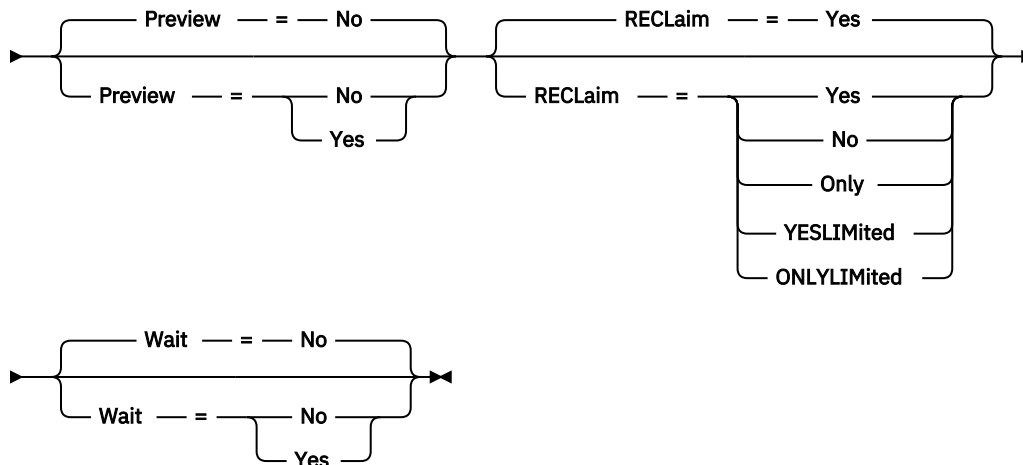 Preview = No RECLaim = Yes
Preview = No RECLaim = Yes
Yes No
Only
YESLIMited
ONLYLIMited
Wait = No
Wait = No
Yes